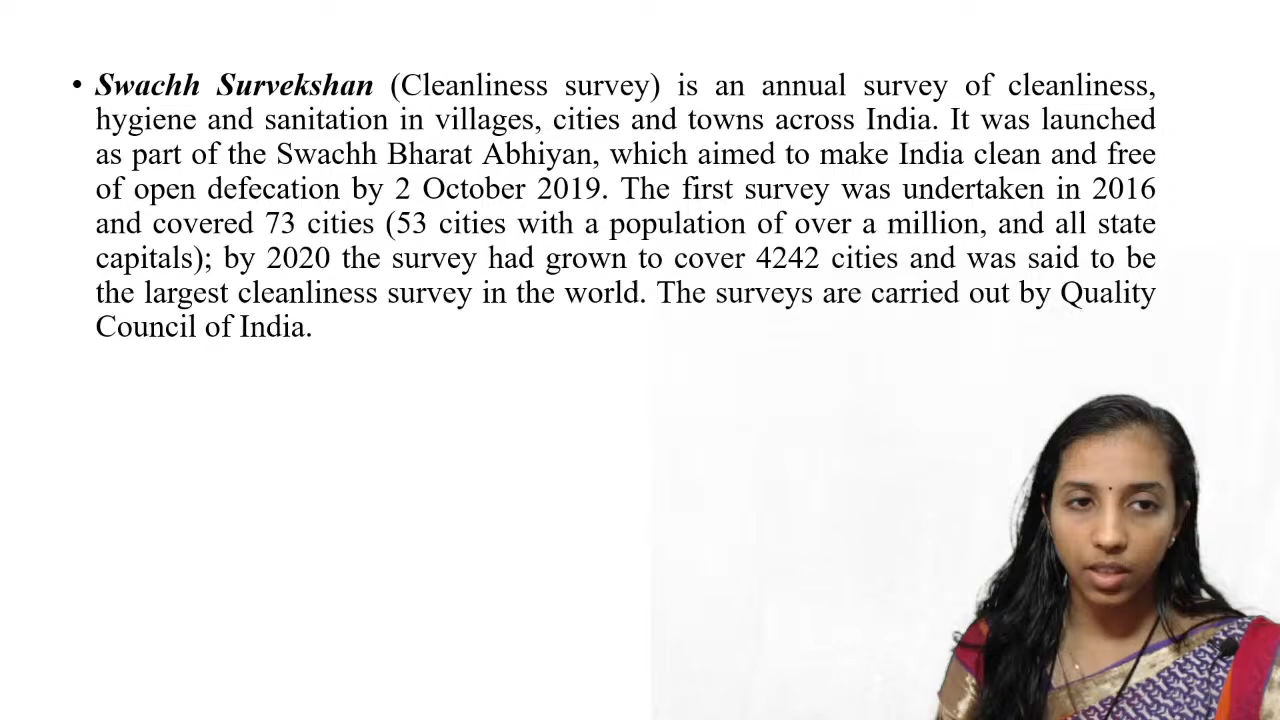 • Swachh Survekshan (Cleanliness survey) is an annual survey of cleanliness,
hygiene and sanitation in villages, cities and towns across India. It was launched
as part of the Swachh Bharat Abhiyan, which aimed to make India clean and free
of open defecation by 2 October 2019. The first survey was undertaken in 2016
and covered 73 cities (53 cities with a population of over a million, and all state
capitals); by 2020 the survey had grown to cover 4242 cities and was said to be
the largest cleanliness survey in the world. The surveys are carried out by Quality
Council of India.